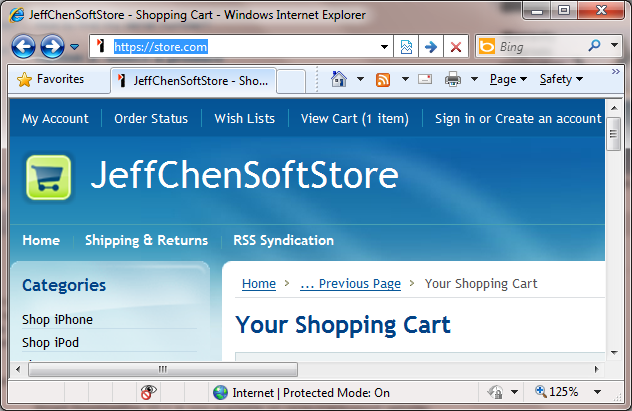 JeffChenSoftStore - Shopping Cart - Windows Internet Explorer
https://store.com
Bing
Favorites
JeffChenSoftStore - Sho...
Page
Safety
»
My Account Order Status Wish Lists View Cart (1 item) Sign in or Create an account
JeffChenSoftStore
Home Shipping & Returns RSS Syndication
Categories
Shop iPhone
Shop iPod
Home > ... Previous Page > Your Shopping Cart
Your Shopping Cart
Internet | Protected Mode: On
125%